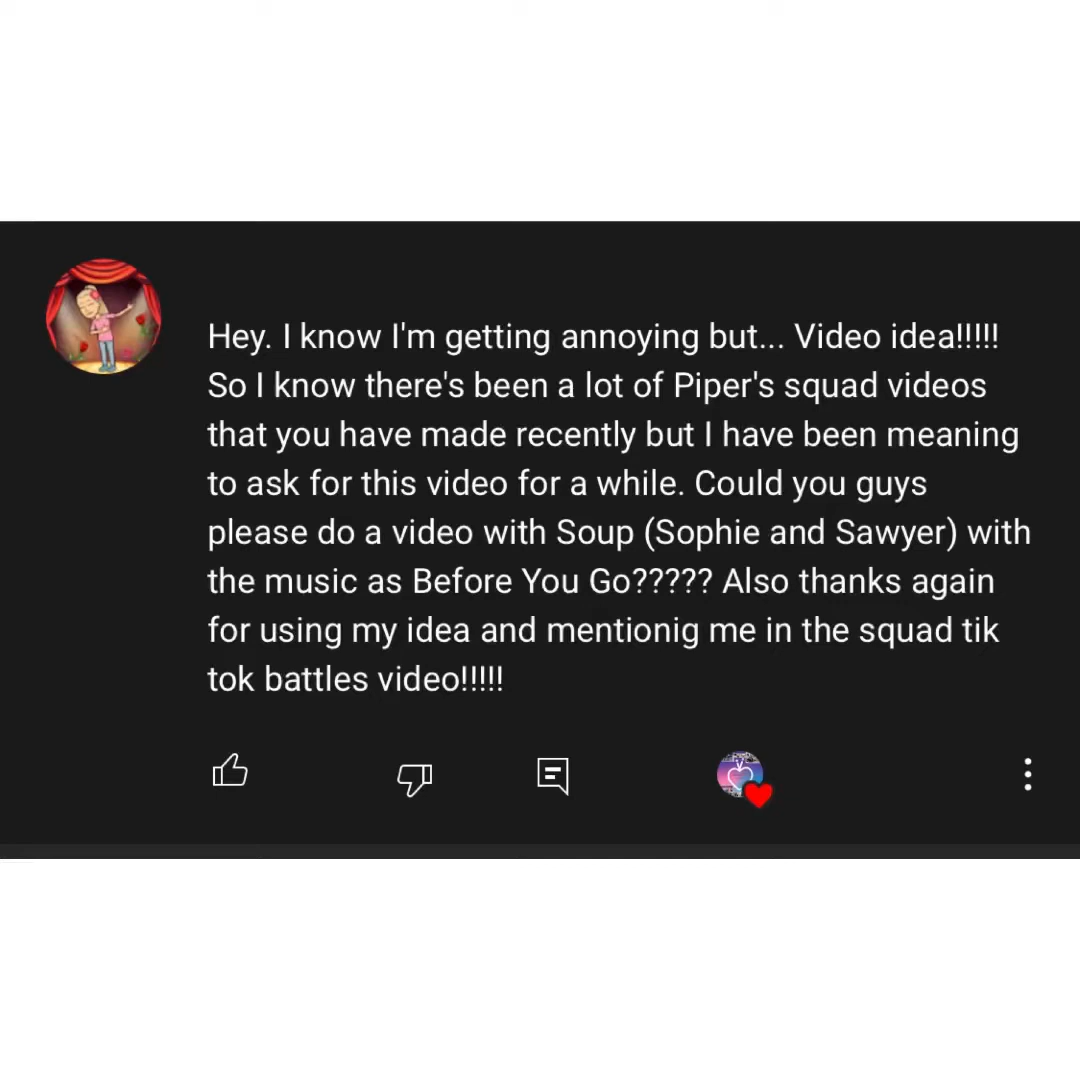 Hey. I know I'm getting annoying but... Video idea!!!!!
So I know there's been a lot of Piper's squad videos
that you have made recently but I have been meaning
to ask for this video for a while. Could you guys
please do a video with Soup (Sophie and Sawyer) with
the music as Before You Go????? Also thanks again
for using my idea and mentionig me in the squad tik
tok battles video!!!!!